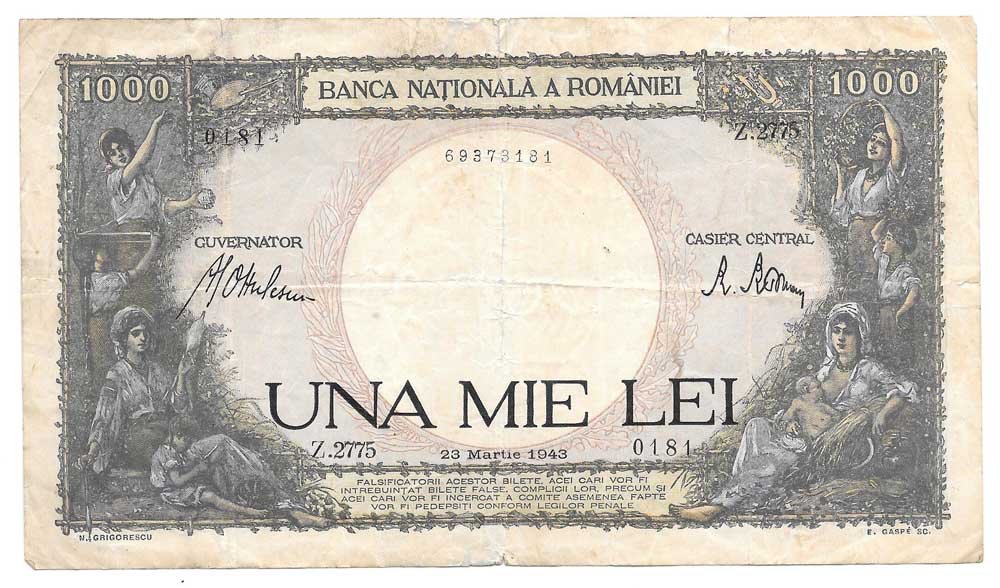 1000
BANCA NAȚIONALĂ A ROMÂNIEI
1000
0181
Z.2775
69373181
GUVERNATOR
CASIER CENTRAL
UNA MIE LEI
Z.2775
23 Martie 1943
0181
FALSIFICATORII ACESTOR BILETE, ACEI CARI VOR FI
INTREBUINȚAT BILETE FALSE, COMPLICII LOR, PRECUM ȘI
ACEI CARI VOR FI INCERCAT A COMITE ASEMENEA FAPTE
VOR FI PEDEPSIȚI CONFORM LEGILOR PENALE
N. GRIGORESCU
E. GASPÉ SC.